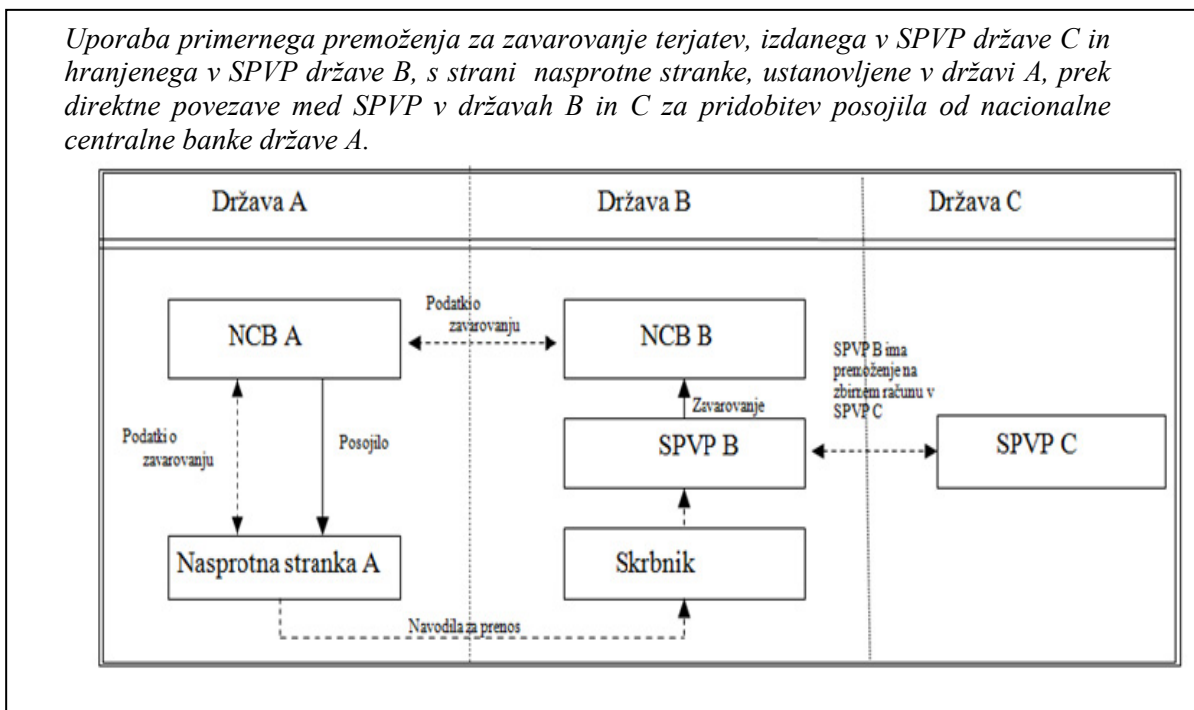 Uporaba primernega premoženja za zavarovanje terjatev, izdanega v SPVP države C in
hranjenega v SPVP države B, s strani nasprotne stranke, ustanovljene v državi A, prek
direktne povezave med SPVP v državah B in C za pridobitev posojila od nacionalne
centralne banke države A.
Država A
Država B
Država C
NCB A
Podatki o
zavarovanju
NCB B
SPVP B ima
premoženje na
zbirnem računu v
SPVP C
Zavarovanje
Podatki o
zavarovanju
Posojilo
SPVP B
SPVP C
Nasprotna stranka A
Skrbnik
Navodila za prenos